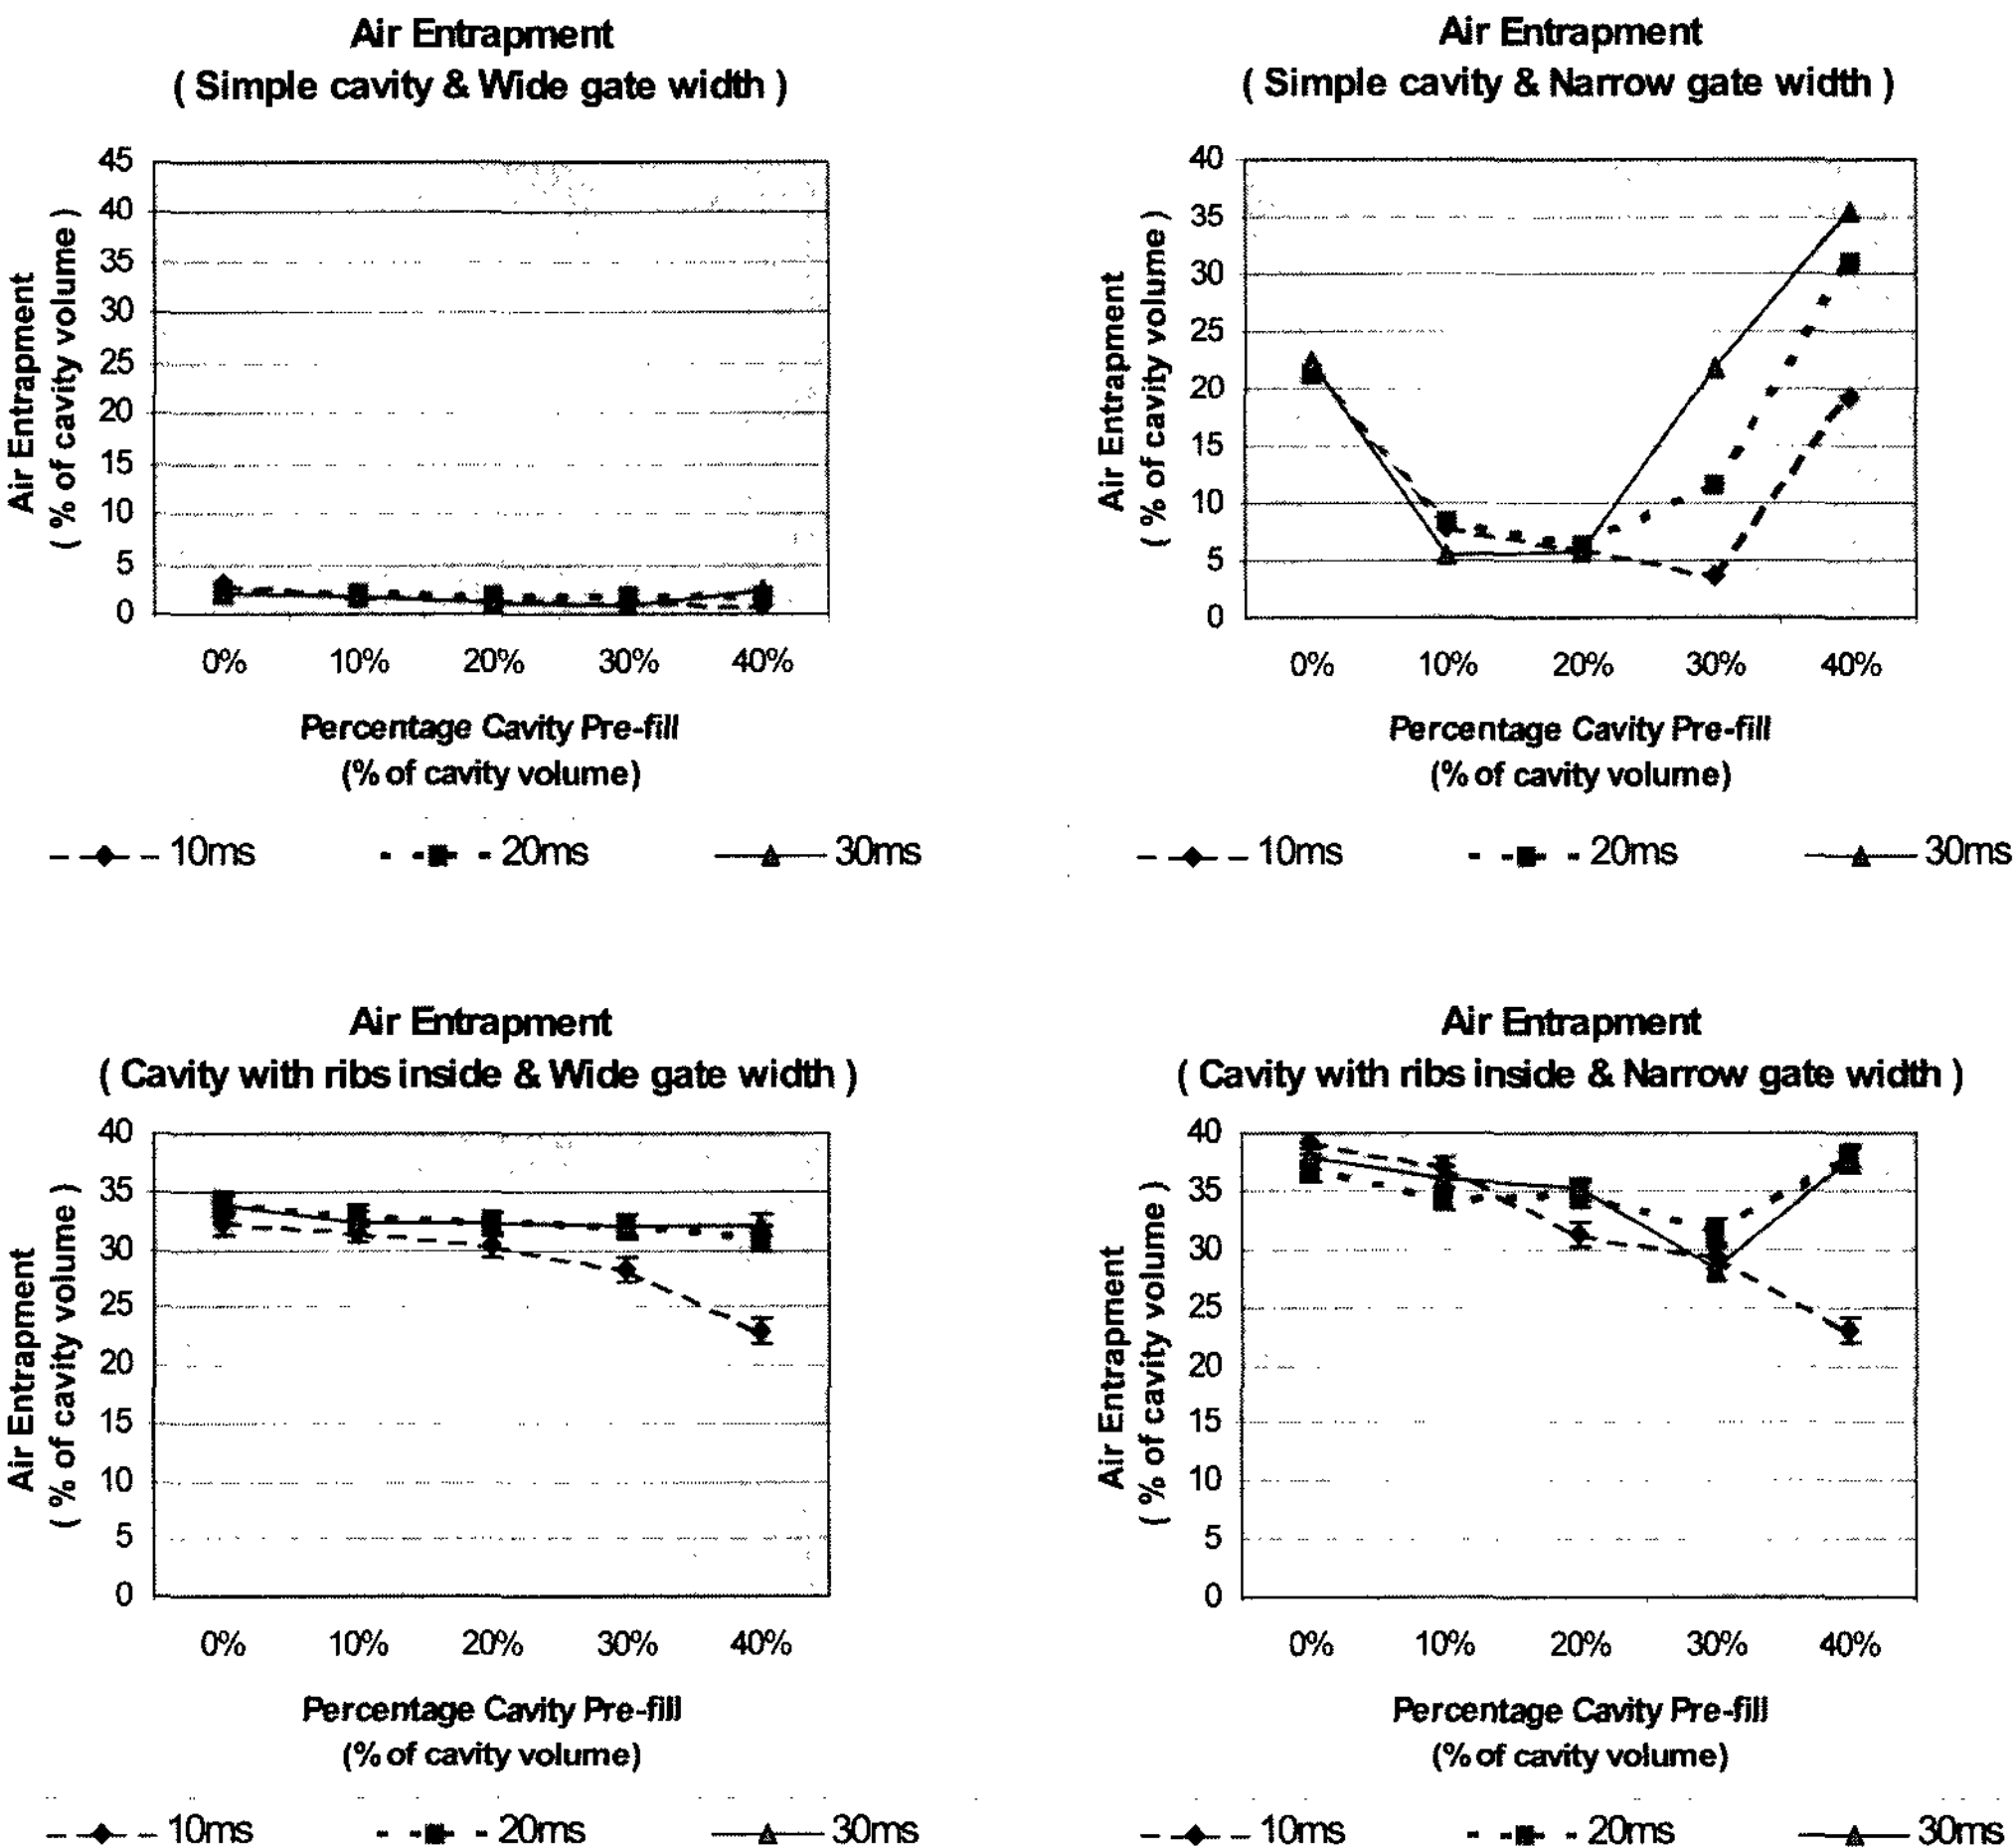 Air Entrapment
( Simple cavity & Wide gate width )
45
40
35
30
25
20
15
10
5
0
Air Entrapment
( % of cavity volume )
0% 10% 20% 30% 40%
Percentage Cavity Pre-fill
(% of cavity volume)
10ms 20ms 30ms
Air Entrapment
( Simple cavity & Narrow gate width )
40
35
30
25
20
15
10
5
0
Air Entrapment
( % of cavity volume )
0% 10% 20% 30% 40%
Percentage Cavity Pre-fill
(% of cavity volume)
10ms 20ms 30ms
Air Entrapment
( Cavity with ribs inside & Wide gate width )
40
35
30
25
20
15
10
5
0
Air Entrapment
( % of cavity volume )
0% 10% 20% 30% 40%
Percentage Cavity Pre-fill
(% of cavity volume)
10ms 20ms 30ms
Air Entrapment
( Cavity with ribs inside & Narrow gate width )
40
35
30
25
20
15
10
5
0
Air Entrapment
( % of cavity volume )
0% 10% 20% 30% 40%
Percentage Cavity Pre-fill
(% of cavity volume)
10ms 20ms 30ms